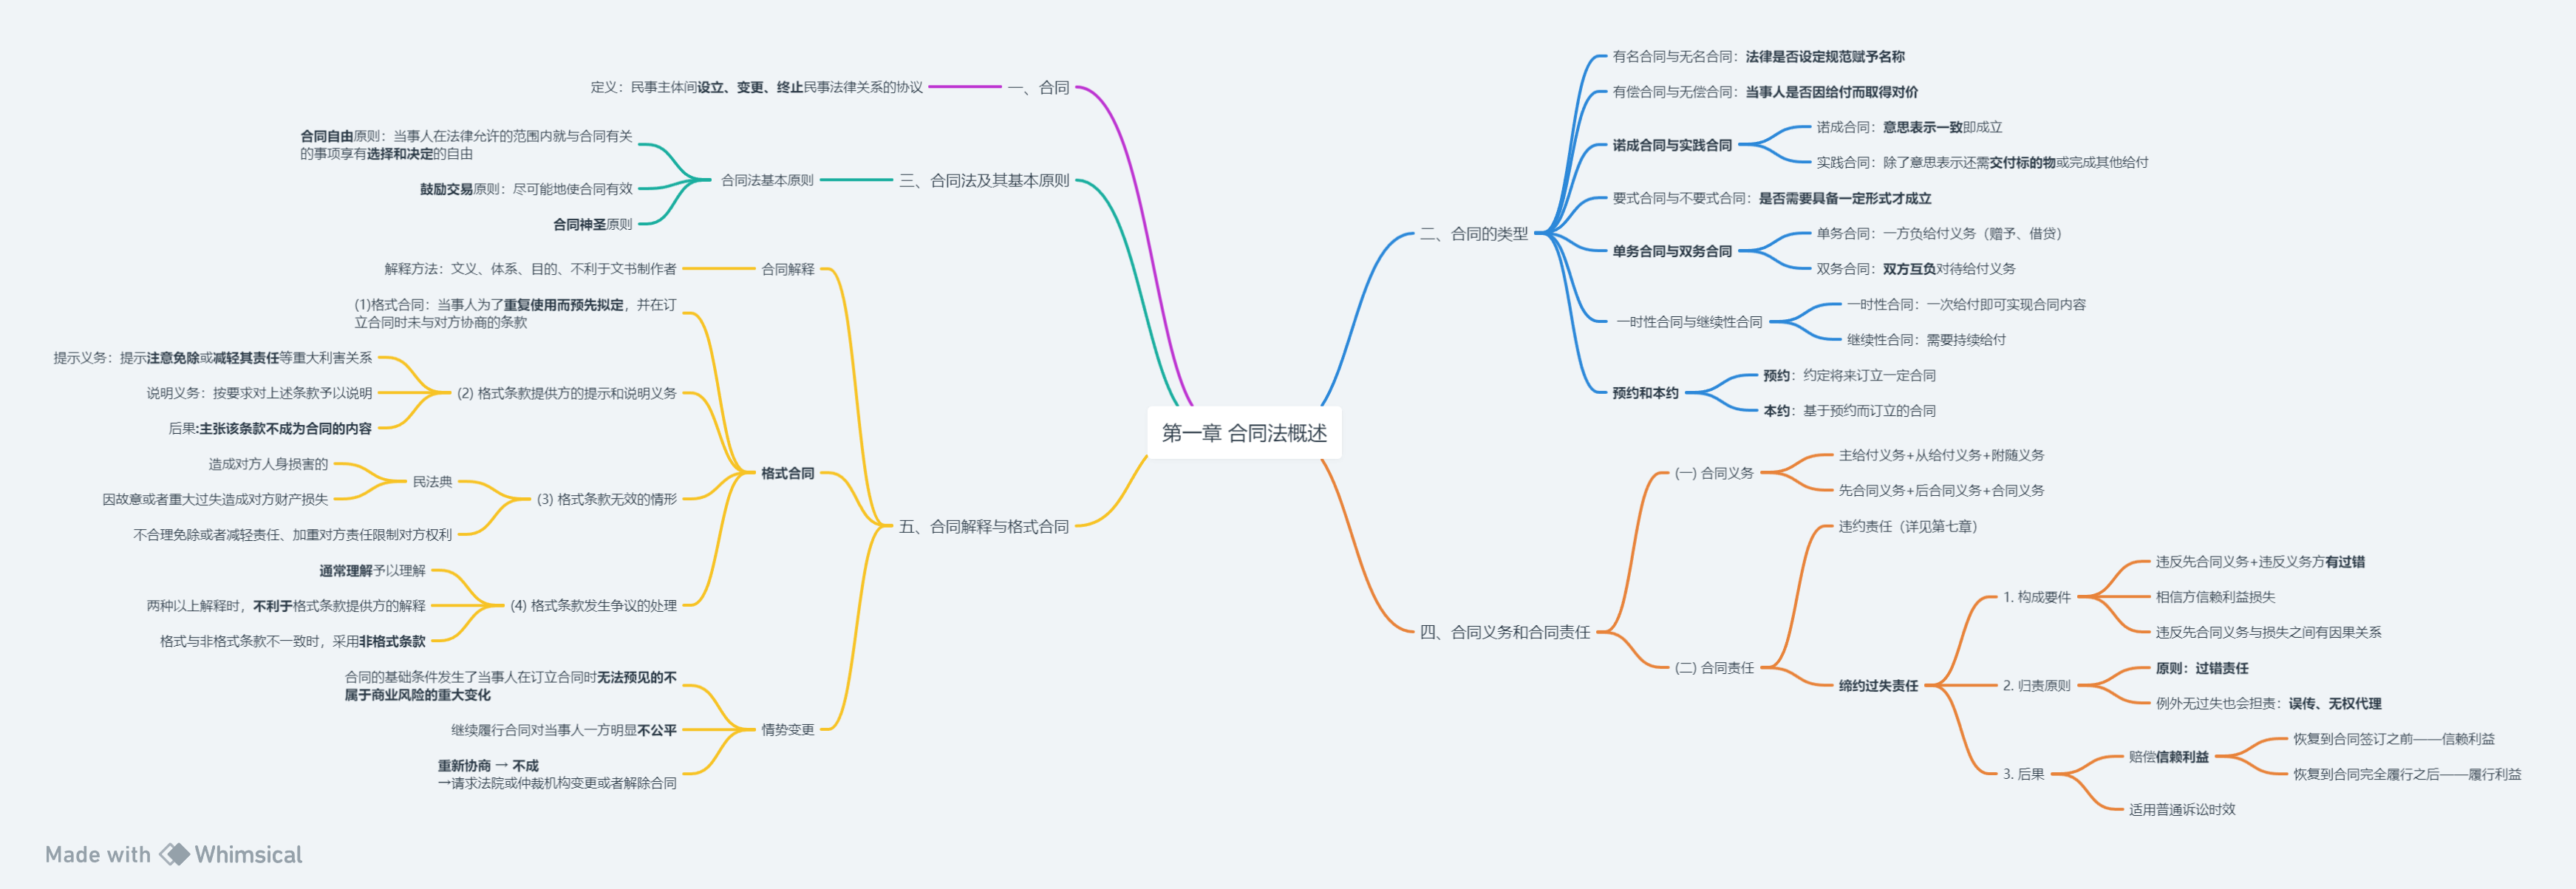 第一章 合同法概述
一、合同
定义：民事主体间设立、变更、终止民事法律关系的协议
二、合同的类型
有名合同与无名合同：法律是否设定规范赋予名称
有偿合同与无偿合同：当事人是否因给付而取得对价
诺成合同与实践合同
诺成合同：意思表示一致即成立
实践合同：除了意思表示还需交付标的物或完成其他给付
要式合同与不要式合同：是否需要具备一定形式才成立
单务合同与双务合同
单务合同：一方负给付义务（赠予、借贷）
双务合同：双方互负对待给付义务
一时性合同与继续性合同
一时性合同：一次给付即可实现合同内容
继续性合同：需要持续给付
预约和本约
预约：约定将来订立一定合同
本约：基于预约而订立的合同
三、合同法及其基本原则
合同法基本原则
合同自由原则：当事人在法律允许的范围内就与合同有关
的事项享有选择和决定的自由
鼓励交易原则：尽可能地使合同有效
合同神圣原则
四、合同义务和合同责任
(一) 合同义务
主给付义务+从给付义务+附随义务
先合同义务+后合同义务+合同义务
(二) 合同责任
违约责任（详见第七章）
缔约过失责任
1. 构成要件
违反先合同义务+违反义务方有过错
相信方信赖利益损失
违反先合同义务与损失之间有因果关系
2. 归责原则
原则：过错责任
例外无过失也会担责：误传、无权代理
3. 后果
赔偿信赖利益
恢复到合同签订之前——信赖利益
恢复到合同完全履行之后——履行利益
适用普通诉讼时效
五、合同解释与格式合同
合同解释
解释方法：文义、体系、目的、不利于文书制作者
格式合同
(1)格式合同：当事人为了重复使用而预先拟定，并在订
立合同时未与对方协商的条款
(2) 格式条款提供方的提示和说明义务
提示义务：提示注意免除或减轻其责任等重大利害关系
说明义务：按要求对上述条款予以说明
后果:主张该条款不成为合同的内容
(3) 格式条款无效的情形
民法典
造成对方人身损害的
因故意或者重大过失造成对方财产损失
不合理免除或者减轻责任、加重对方责任限制对方权利
(4) 格式条款发生争议的处理
通常理解予以理解
两种以上解释时，不利于格式条款提供方的解释
格式与非格式条款不一致时，采用非格式条款
情势变更
合同的基础条件发生了当事人在订立合同时无法预见的不
属于商业风险的重大变化
继续履行合同对当事人一方明显不公平
重新协商 → 不成
→请求法院或仲裁机构变更或者解除合同
Made with Whimsical